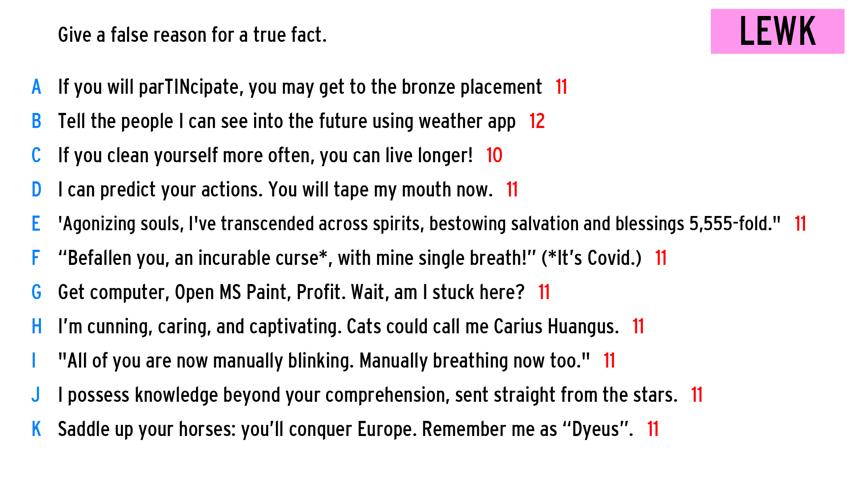 Give a false reason for a true fact.
LEWK
A If you will parTINcipate, you may get to the bronze placement 11
B Tell the people I can see into the future using weather app 12
C If you clean yourself more often, you can live longer! 10
D I can predict your actions. You will tape my mouth now. 11
E 'Agonizing souls, I've transcended across spirits, bestowing salvation and blessings 5,555-fold." 11
F “Befallen you, an incurable curse*, with mine single breath!” (*It’s Covid.) 11
G Get computer, Open MS Paint, Profit. Wait, am I stuck here? 11
H I’m cunning, caring, and captivating. Cats could call me Carius Huangus. 11
I "All of you are now manually blinking. Manually breathing now too." 11
J I possess knowledge beyond your comprehension, sent straight from the stars. 11
K Saddle up your horses: you’ll conquer Europe. Remember me as “Dyeus”. 11